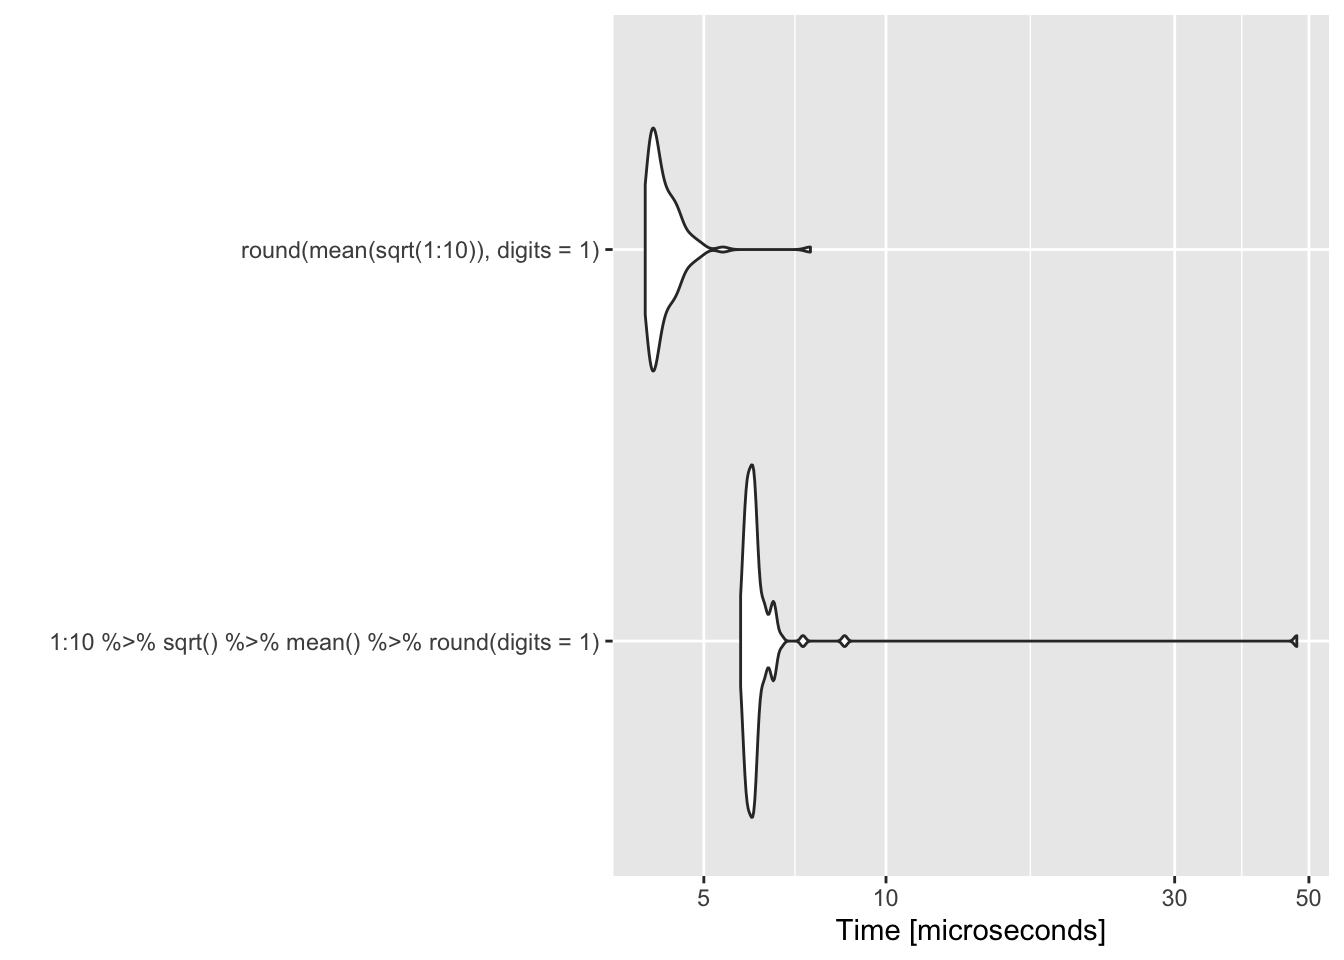 round(mean(sqrt(1:10)), digits = 1)
1:10 %>% sqrt() %>% mean() %>% round(digits = 1)
5 10 30 50
Time [microseconds]